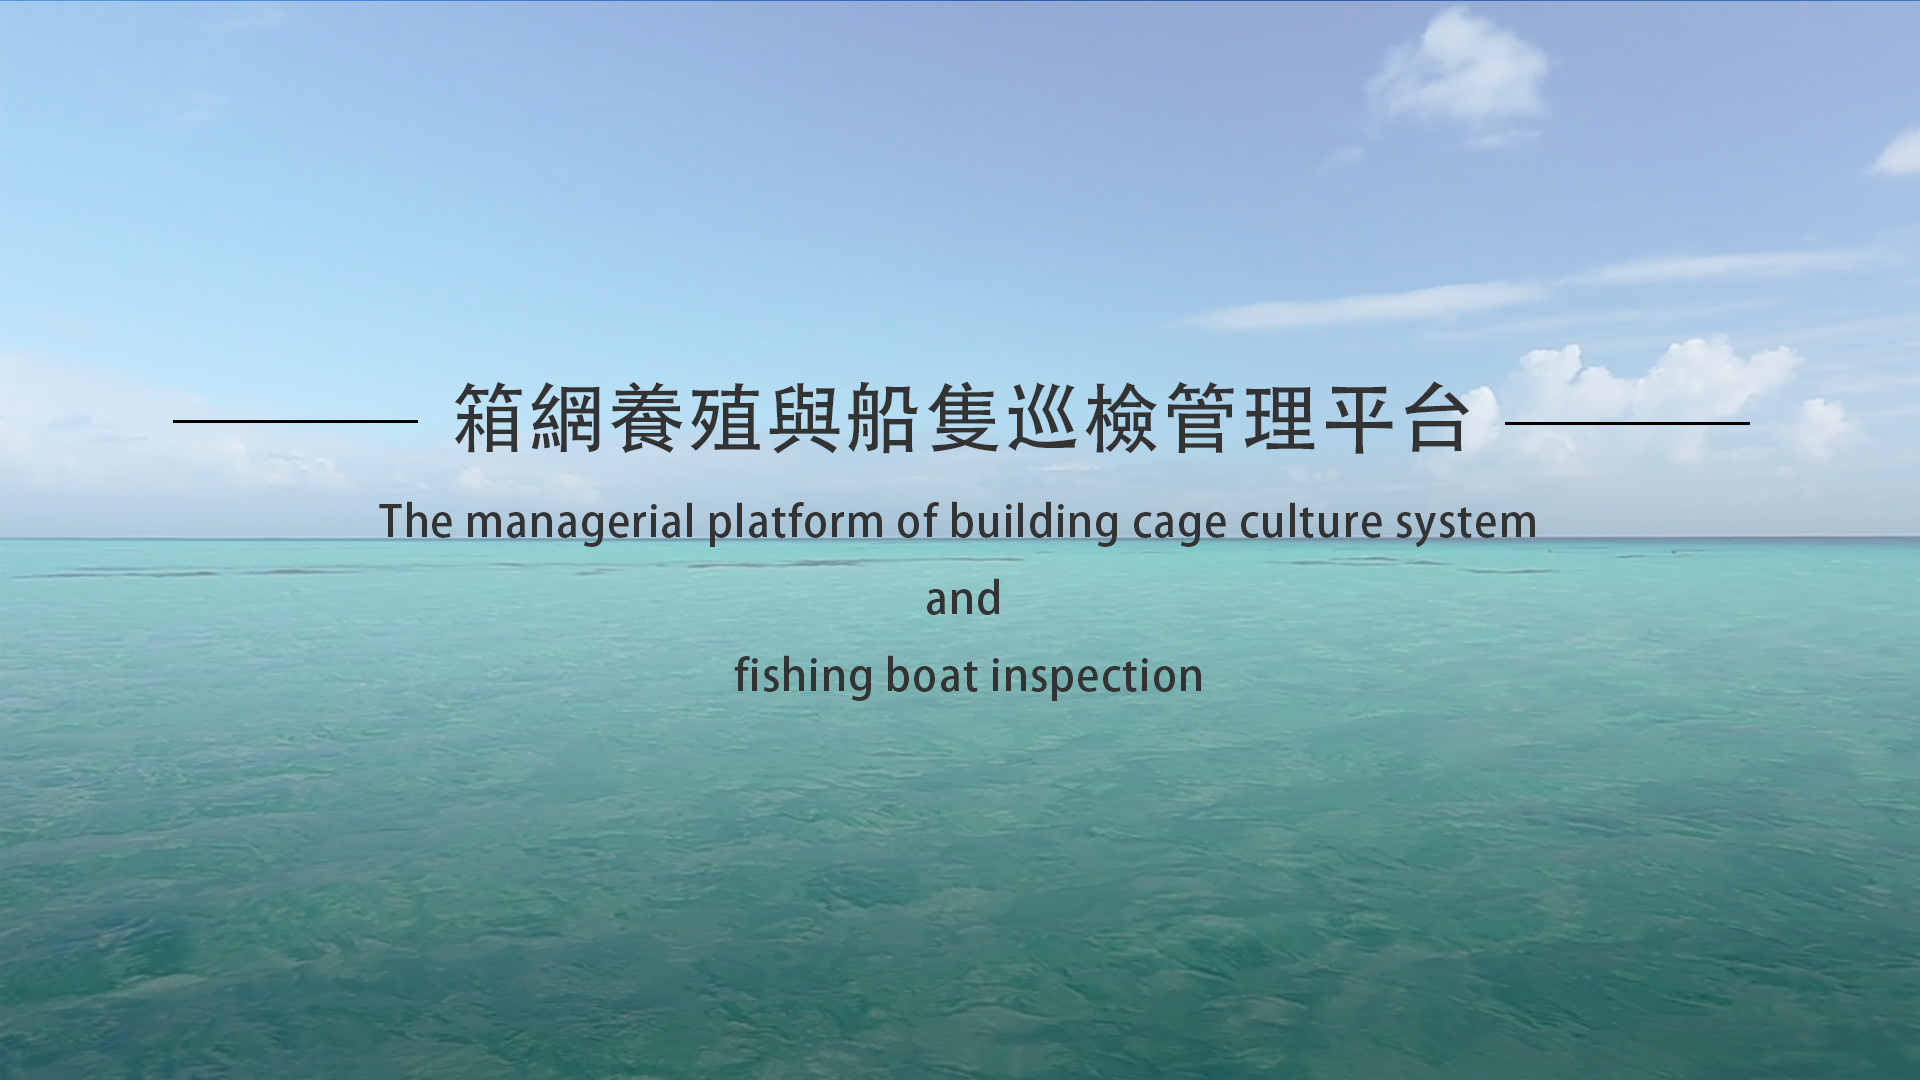 箱網養殖與船隻巡檢管理平台
The managerial platform of building cage culture system
and
fishing boat inspection